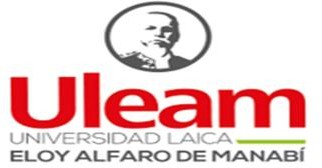 Uleam
UNIVERSIDAD LAICA
ELOY ALFARO DE MANABÍ